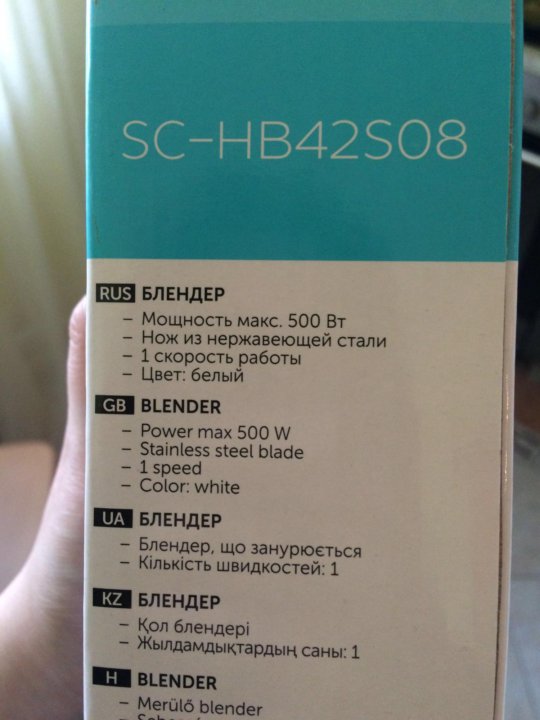 SC-HB42S08
RUS БЛЕНДЕР
– Мощность макс. 500 Вт
– Нож из нержавеющей стали
– 1 скорость работы
– Цвет: белый
GB BLENDER
– Power max 500 W
– Stainless steel blade
– 1 speed
– Color: white
UA БЛЕНДЕР
– Блендер, що занурюється
– Кількість швидкостей: 1
KZ БЛЕНДЕР
– Қол блендері
– Жылдамдықтардың саны: 1
H BLENDER
– Merülő blender